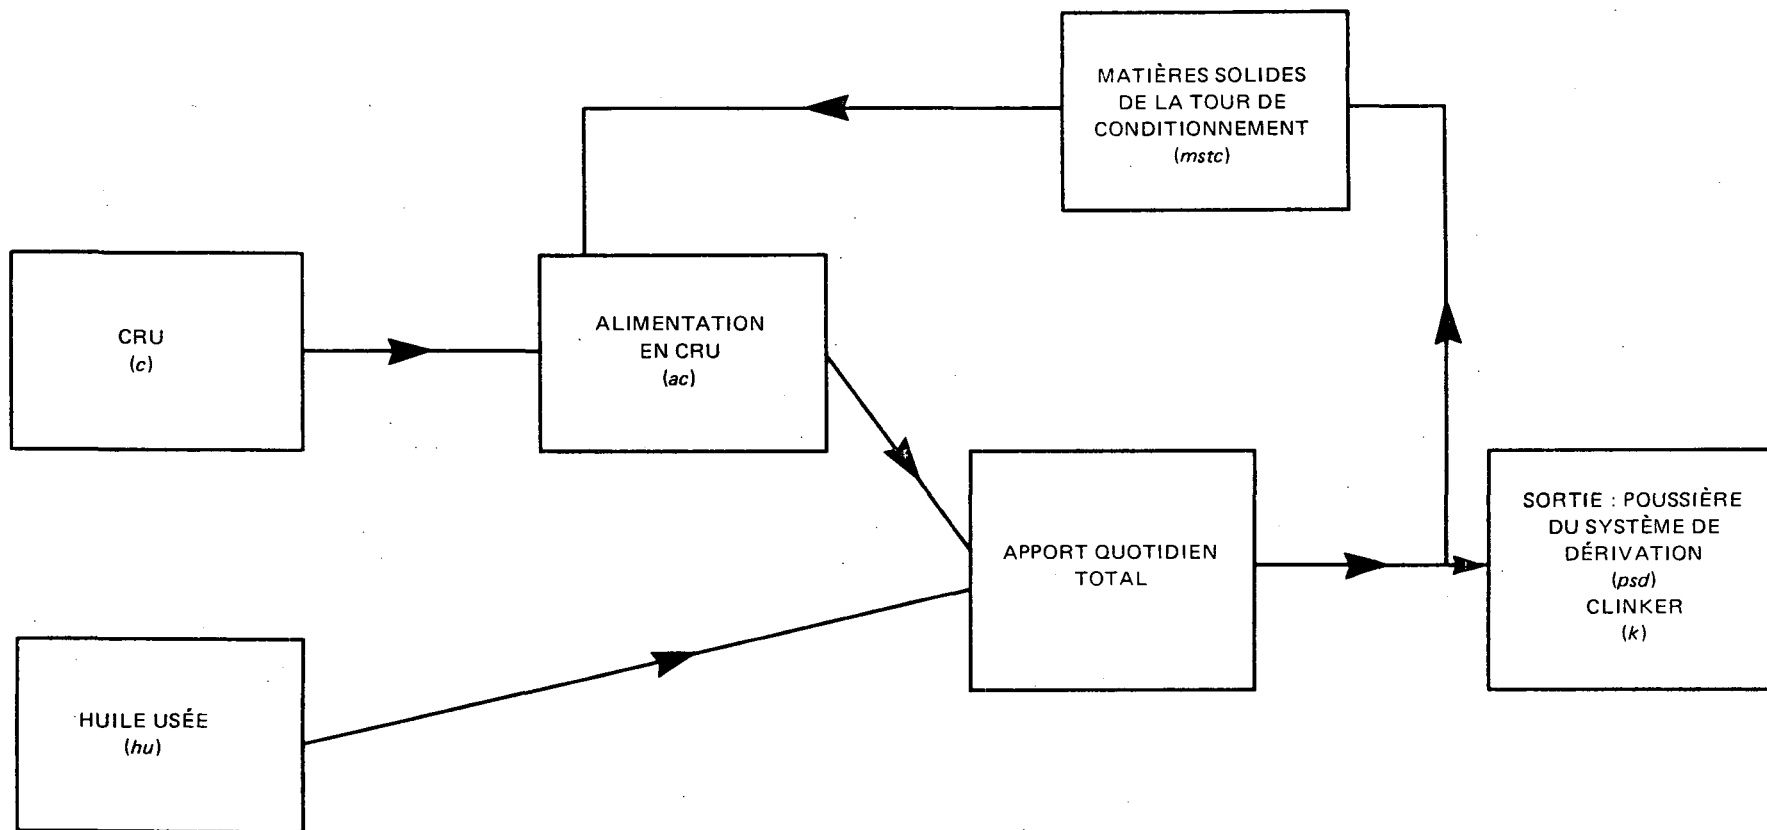 MATIÈRES SOLIDES
DE LA TOUR DE
CONDITIONNEMENT
(mstc)
CRU
(c)
ALIMENTATION
EN CRU
(ac)
APPORT QUOTIDIEN
TOTAL
SORTIE : POUSSIÈRE
DU SYSTÈME DE
DÉRIVATION
(psd)
CLINKER
(k)
HUILE USÉE
(hu)